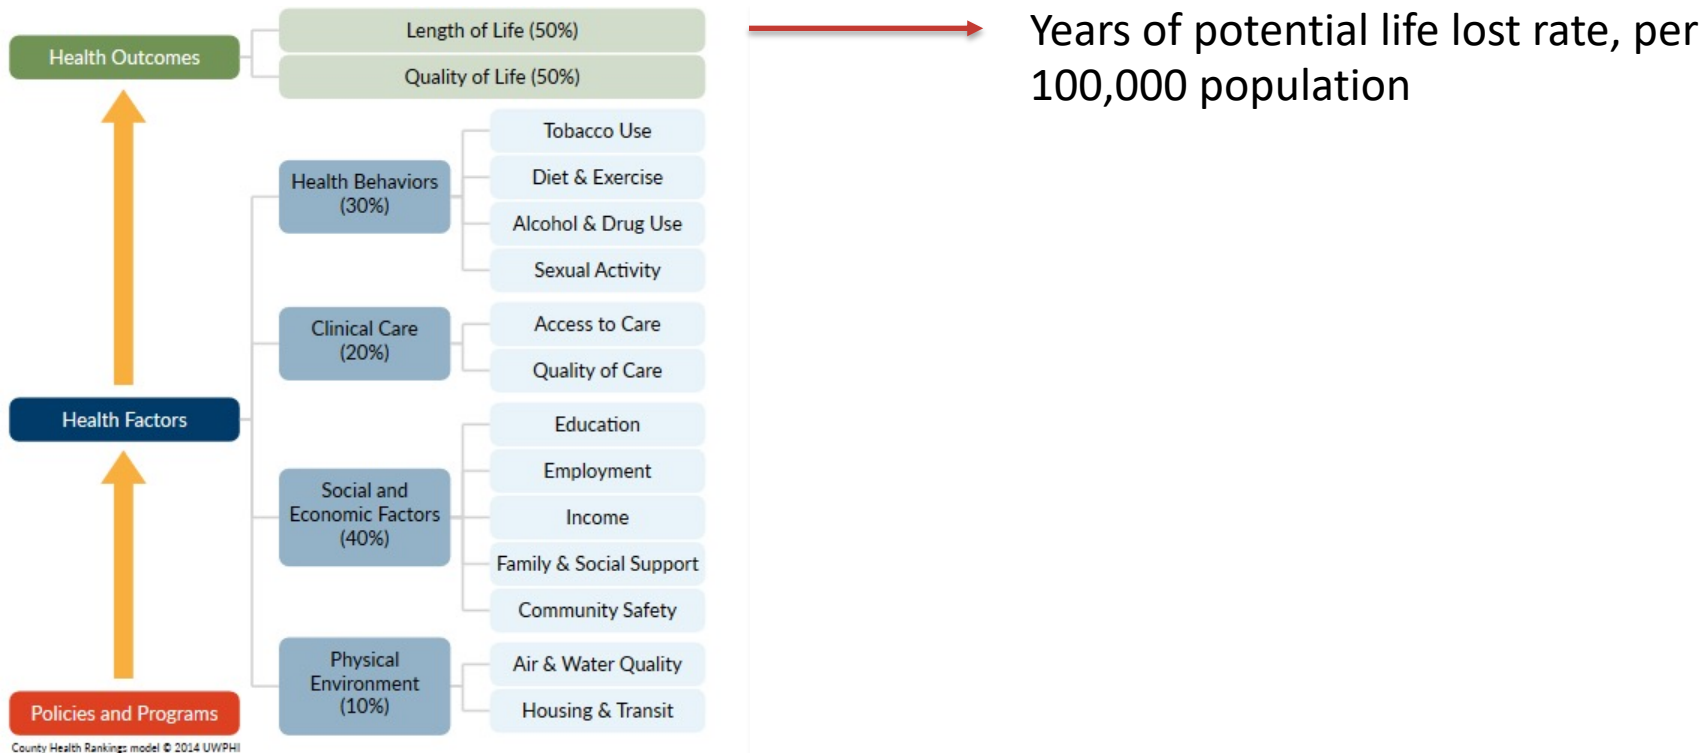 Health Outcomes
Length of Life (50%)
Quality of Life (50%)
Years of potential life lost rate, per
100,000 population
Health Behaviors
(30%)
Tobacco Use
Diet & Exercise
Alcohol & Drug Use
Sexual Activity
Clinical Care
(20%)
Access to Care
Quality of Care
Health Factors
Social and
Economic Factors
(40%)
Education
Employment
Income
Family & Social Support
Community Safety
Physical
Environment
(10%)
Air & Water Quality
Housing & Transit
Policies and Programs
County Health Rankings model © 2014 UWPHI